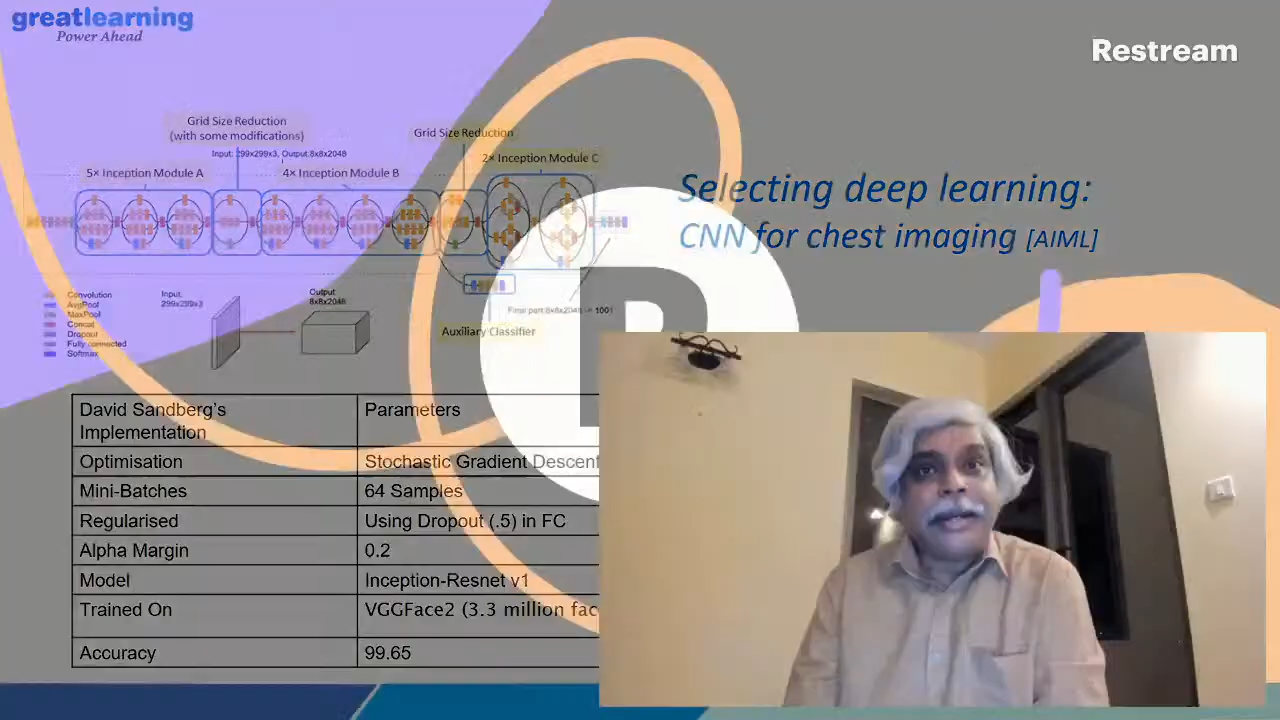 greatlearning
Power Ahead
Restream
Grid Size Reduction
(with some modifications)
Grid Size Reduction
Input: 299x299x3, Output:8x8x2048
2× Inception Module C
5× Inception Module A
4× Inception Module B
Selecting deep learning:
CNN for chest imaging [AIML]
Convolution
AvgPool
MaxPool
Concat
Dropout
Fully connected
Softmax
Input:
299x299x3
Output:
8x8x2048
Final part:8x8x2048 -> 1001
Auxiliary Classifier
David Sandberg's
Implementation
Parameters
Optimisation
Stochastic Gradient Descent
Mini-Batches
64 Samples
Regularised
Using Dropout (.5) in FC
Alpha Margin
0.2
Model
Inception-Resnet v1
Trained On
VGGFace2 (3.3 million fac
Accuracy
99.65